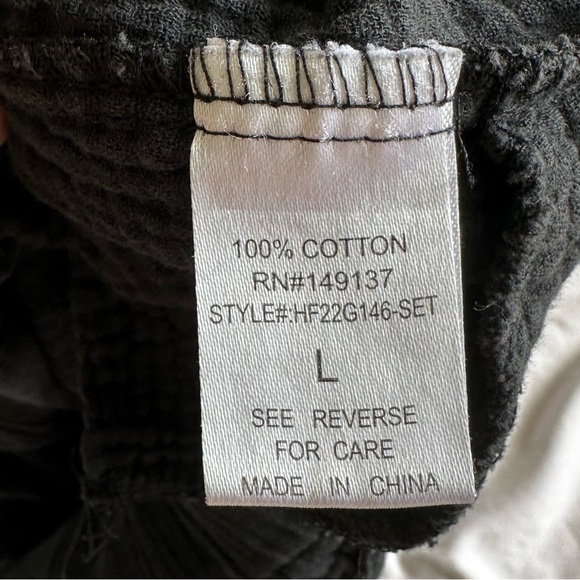 100% COTTON
RN#149137
STYLE#:HF22G146-SET
L
SEE REVERSE
FOR CARE
MADE IN CHINA